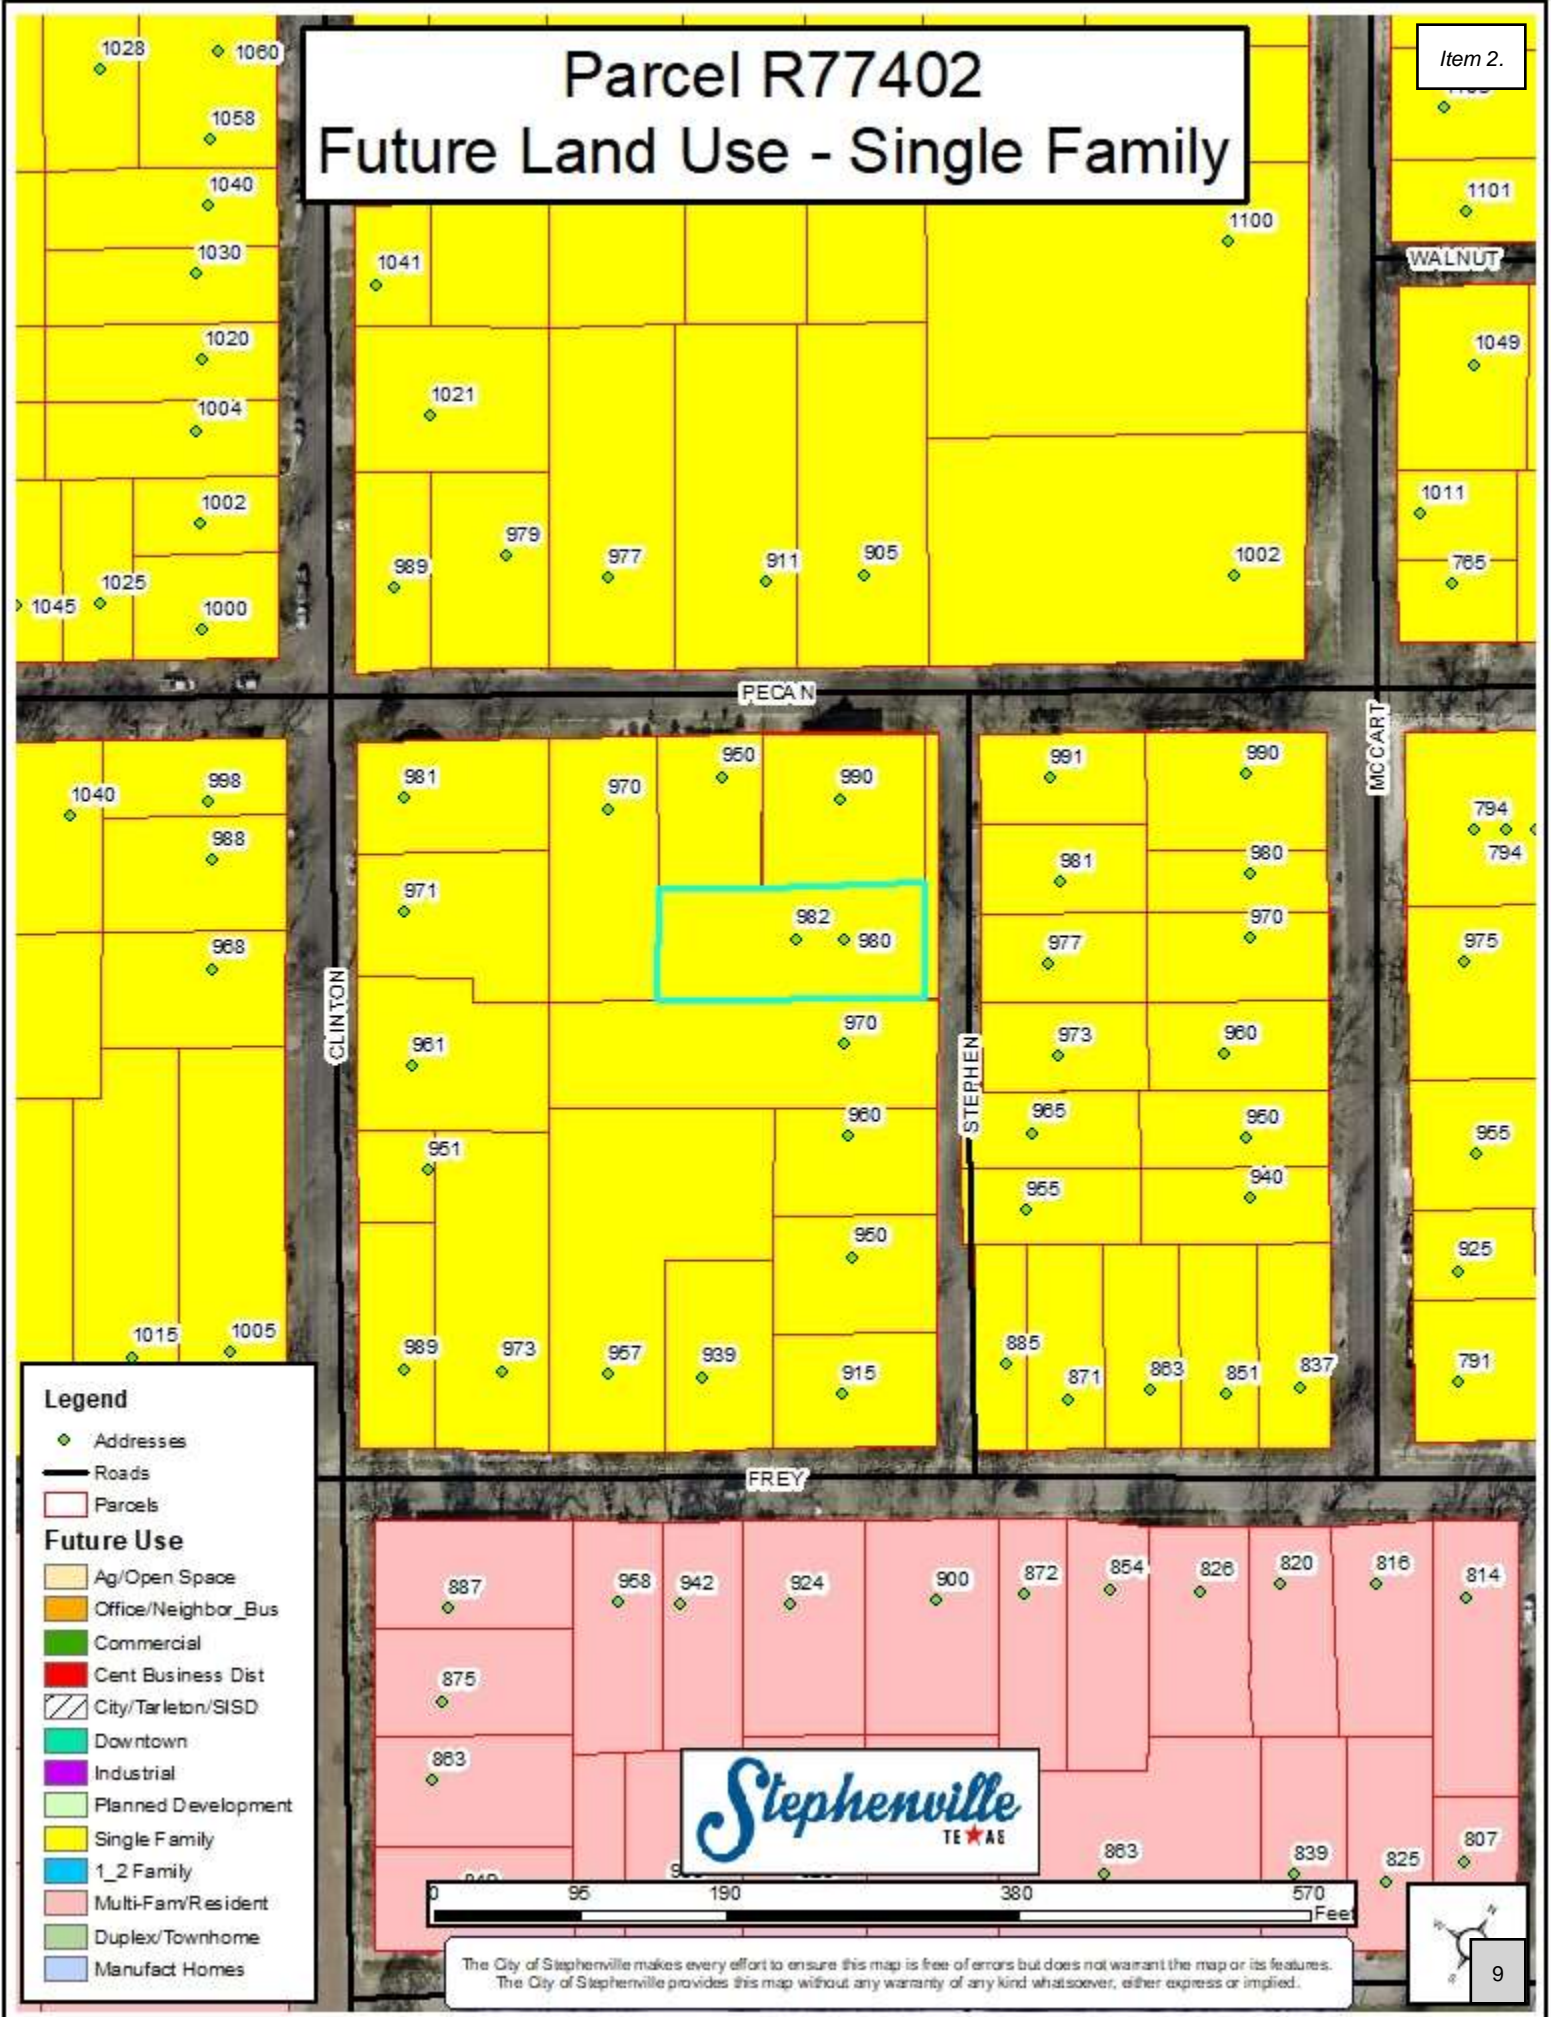 Parcel R77402
Future Land Use - Single Family
Item 2.
1028
1060
1058
1040
1030
1020
1004
1002
1025
1045
1000
1041
1021
989
979
977
911
905
1100
1002
1101
WALNUT
1049
1011
765
PECAN
MCCART
CLINTON
STEPHEN
1040
998
988
968
1015
1005
981
971
961
951
989
973
957
939
915
970
950
990
982
980
970
960
950
991
981
977
973
965
955
885
871
863
851
837
990
980
970
960
950
940
794
794
975
955
925
791
FREY
887
875
863
958
942
924
900
872
854
826
820
816
814
863
839
825
807
Legend
Addresses
Roads
Parcels
Future Use
Ag/Open Space
Office/Neighbor_Bus
Commercial
Cent Business Dist
City/Tarleton/SISD
Downtown
Industrial
Planned Development
Single Family
1_2 Family
Multi-Fam/Resident
Duplex/Townhome
Manufact Homes
Stephenville
TEXAS
0 95 190 380 570
Feet
The City of Stephenville makes every effort to ensure this map is free of errors but does not warrant the map or its features.
The City of Stephenville provides this map without any warranty of any kind whatsoever, either express or implied.
N
W
S
9